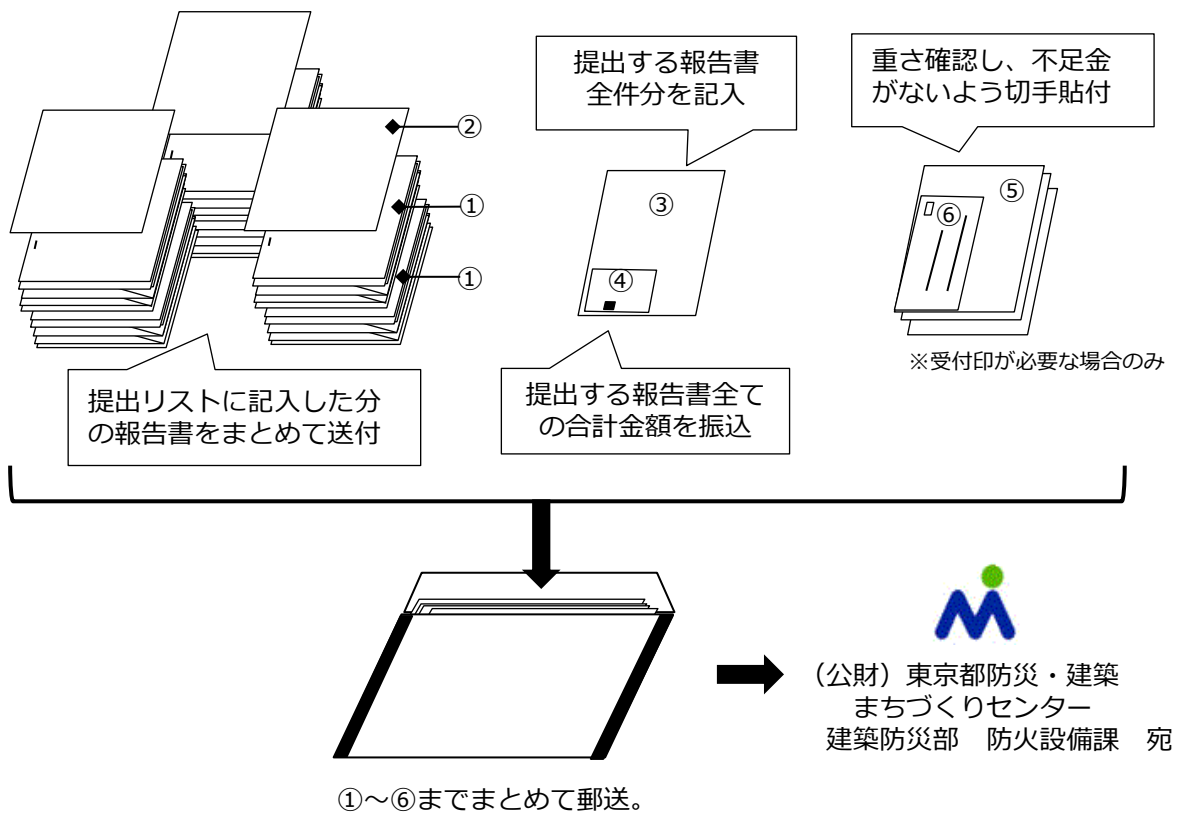 提出する報告書
全件分を記入
重さ確認し、不足金
がないよう切手貼付
②
①
①
③
④
⑤
⑥
※受付印が必要な場合のみ
提出リストに記入した分
の報告書をまとめて送付
提出する報告書全て
の合計金額を振込
（公財）東京都防災・建築
まちづくりセンター
建築防災部　防火設備課　宛
①～⑥までまとめて郵送。